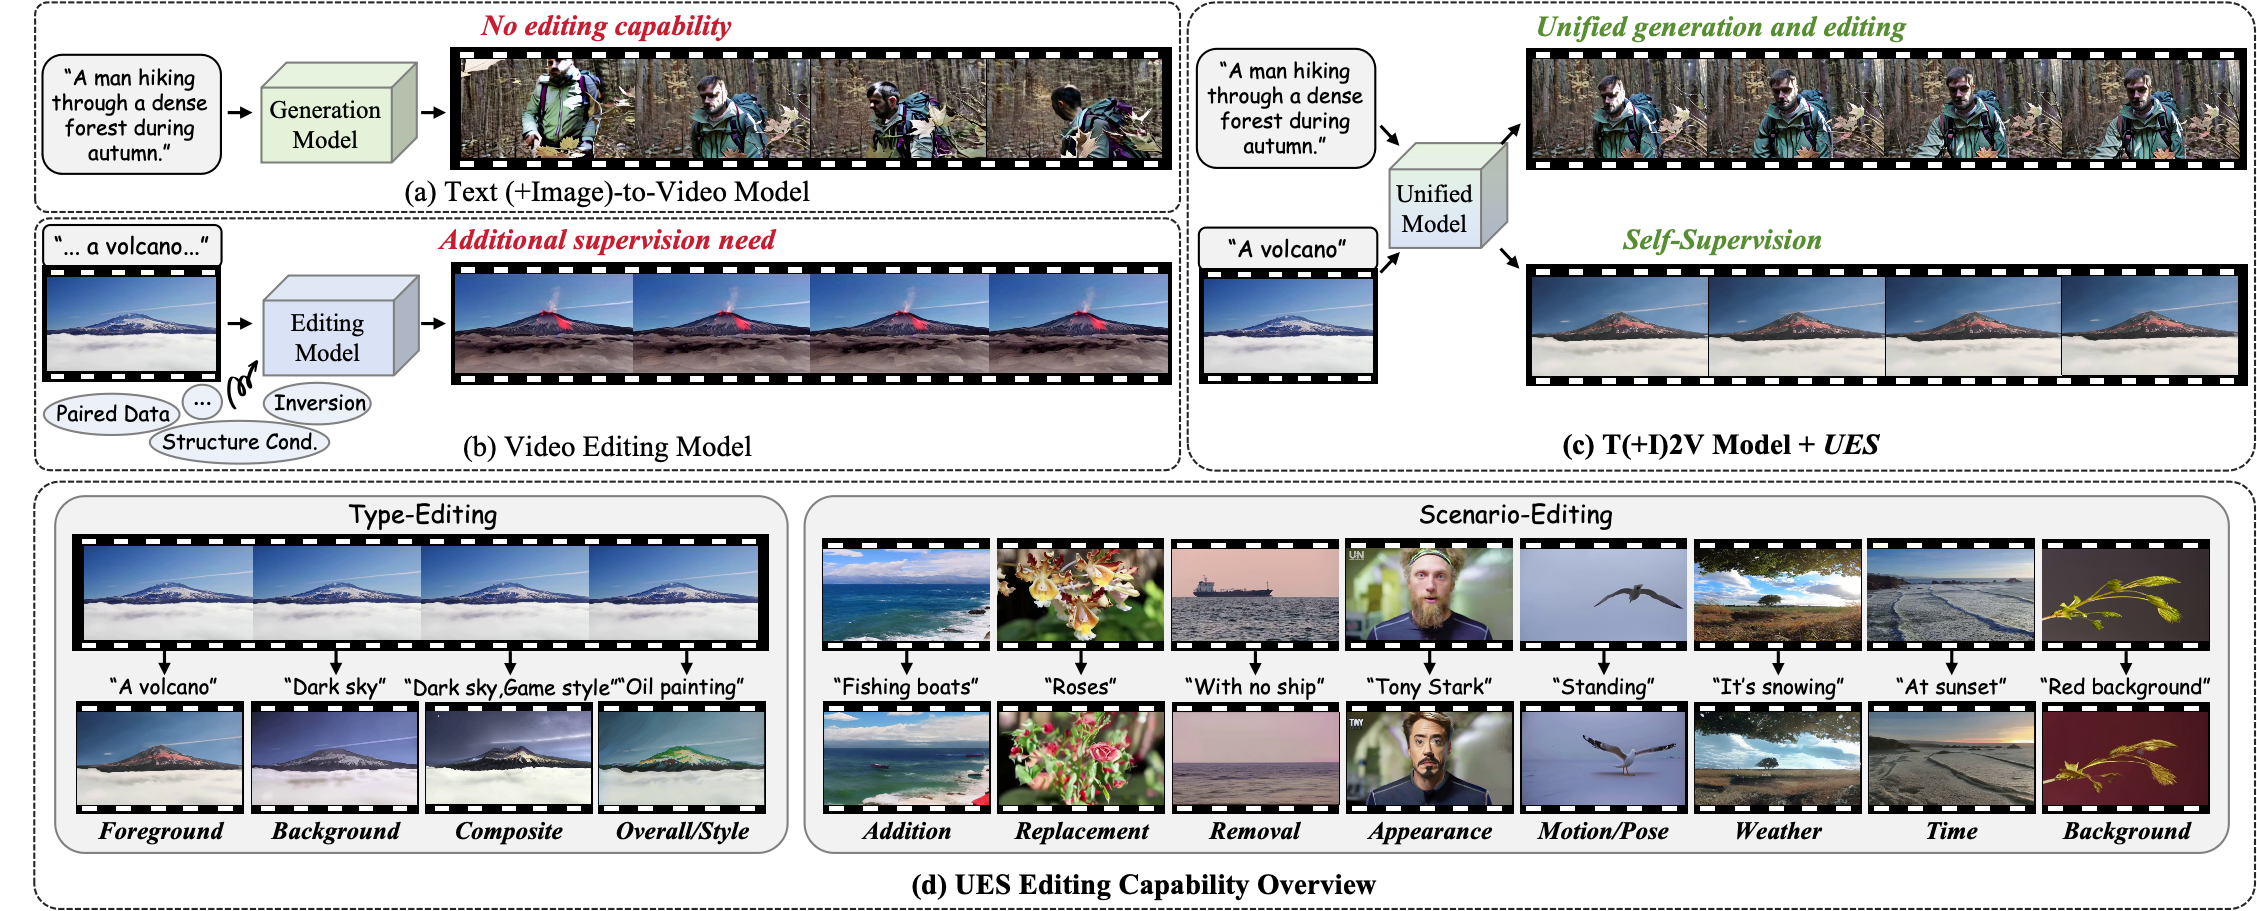 No editing capability
“A man hiking
through a dense
forest during
autumn.”
Generation
Model
(a) Text (+Image)-to-Video Model
“... a volcano...”
Additional supervision need
Editing
Model
Paired Data
...
Inversion
Structure Cond.
(b) Video Editing Model
Unified generation and editing
“A man hiking
through a dense
forest during
autumn.”
Unified
Model
“A volcano”
Self-Supervision
(c) T(+I)2V Model + UES
Type-Editing
“A volcano”
“Dark sky”
“Dark sky,Game style”
“Oil painting”
Foreground
Background
Composite
Overall/Style
Scenario-Editing
UN
“Fishing boats”
“Roses”
“With no ship”
“Tony Stark”
“Standing”
“It’s snowing”
“At sunset”
“Red background”
Addition
Replacement
Removal
Appearance
Motion/Pose
Weather
Time
Background
(d) UES Editing Capability Overview